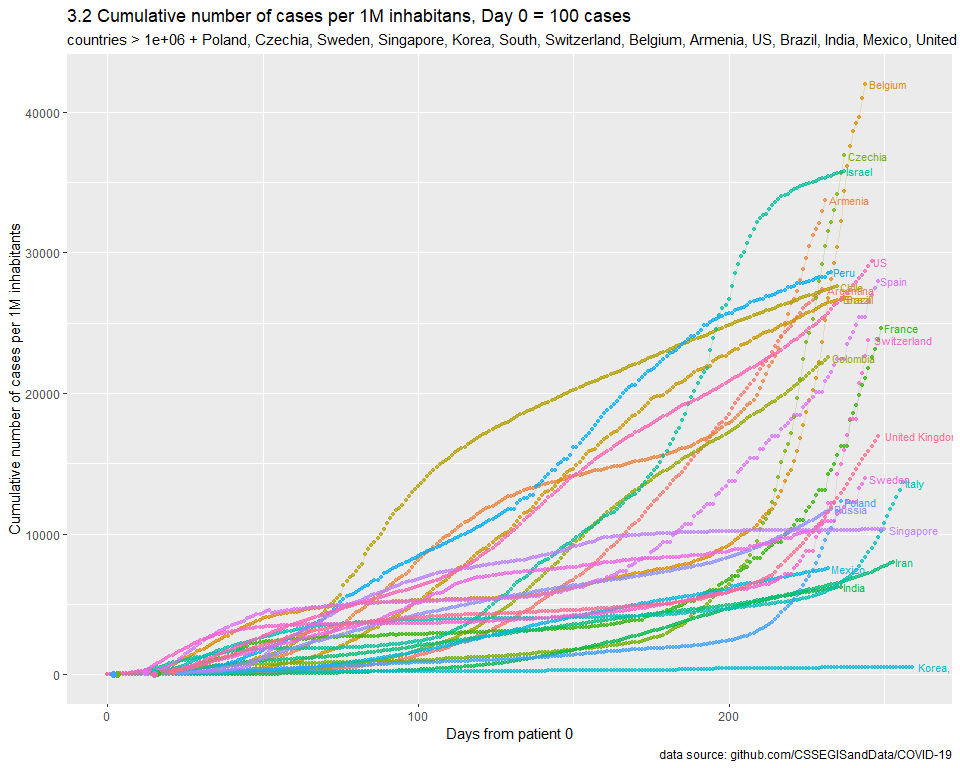 3.2 Cumulative number of cases per 1M inhabitans, Day 0 = 100 cases
countries > 1e+06 + Poland, Czechia, Sweden, Singapore, Korea, South, Switzerland, Belgium, Armenia, US, Brazil, India, Mexico, United
Cumulative number of cases per 1M inhabitants
40000
30000
20000
10000
0
Belgium
Czechia
Israel
Armenia
US
Peru
Spain
Chile
Argentina
Brazil
France
Switzerland
Colombia
United Kingdom
Sweden
Italy
Poland
Russia
Singapore
Iran
Mexico
India
Korea,
0
100
200
Days from patient 0
data source: github.com/CSSEGISandData/COVID-19